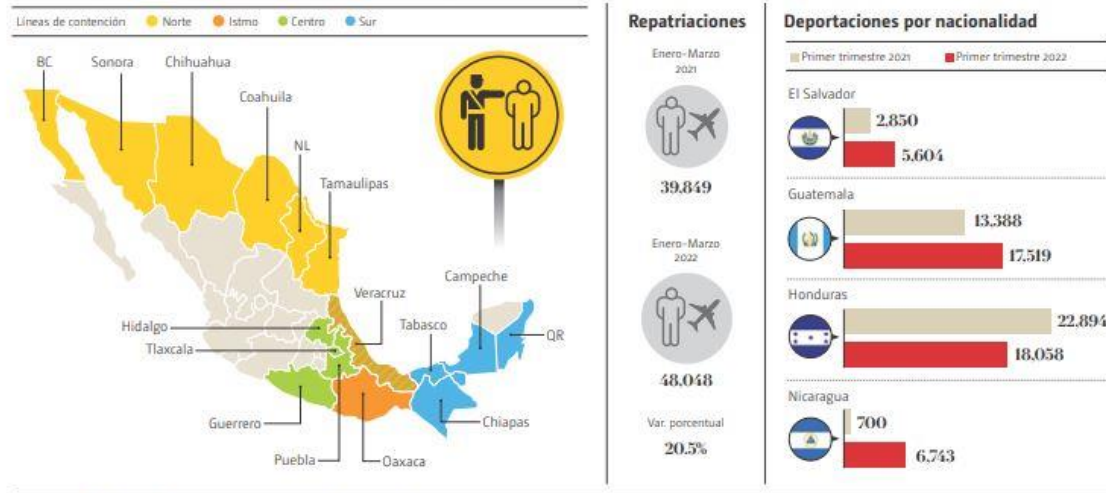 Líneas de contención
Norte
Istmo
Centro
Sur
BC
Sonora
Chihuahua
Coahuila
NL
Tamaulipas
Campeche
Veracruz
Tabasco
QR
Hidalgo
Tlaxcala
Guerrero
Chiapas
Puebla
Oaxaca
Repatriaciones
Enero-Marzo
2021
39.849
Enero-Marzo
2022
48.048
Var. porcentual
20.5%
Deportaciones por nacionalidad
Primer trimestre 2021
Primer trimestre 2022
El Salvador
2,850
5.604
Guatemala
13,388
17,519
Honduras
22.894
18.058
Nicaragua
700
6,743